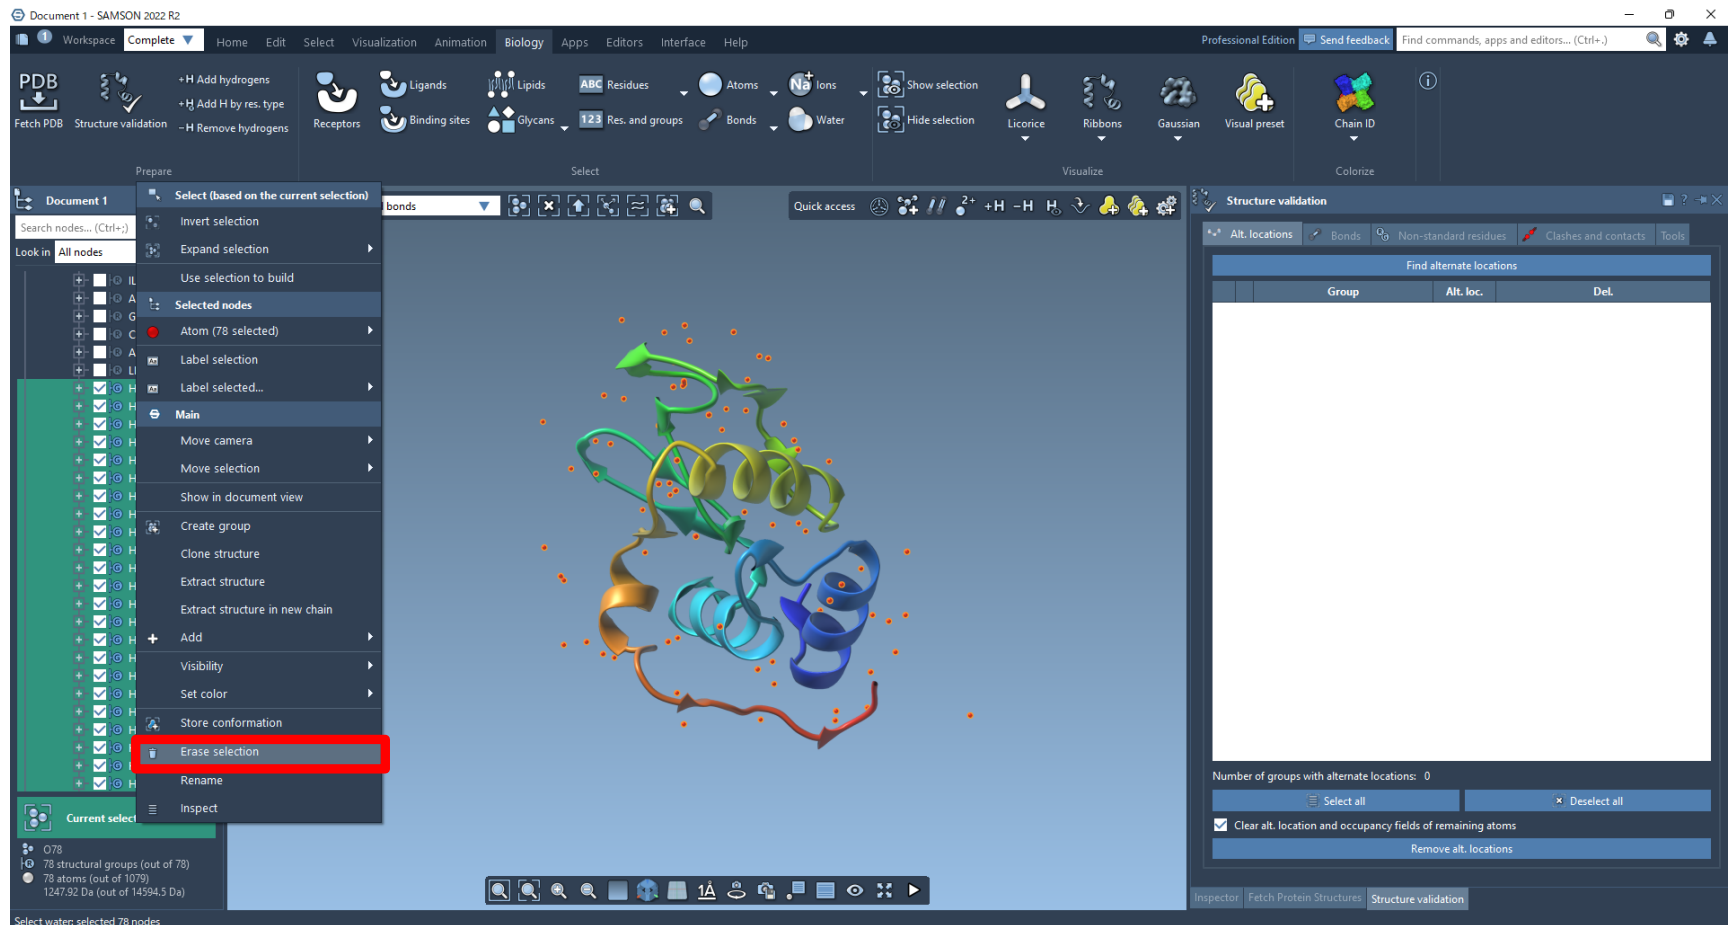 Document 1 - SAMSON 2022 R2
1 Workspace Complete Home Edit Select Visualization Animation Biology Apps Editors Interface Help
Professional Edition Send feedback Find commands, apps and editors... (Ctrl+.)
PDB
Fetch PDB
Structure validation
+H Add hydrogens
+H Add H by res. type
-H Remove hydrogens
Prepare
Receptors
Ligands
Binding sites
Lipids
Glycans
ABC Residues
123 Res. and groups
Atoms
Bonds
Na+ Ions
Water
Select
Show selection
Hide selection
Licorice
Ribbons
Gaussian
Visual preset
Visualize
Chain ID
Colorize
Document 1
Search nodes... (Ctrl+;)
Look in All nodes
Select (based on the current selection)
Invert selection
Expand selection
Use selection to build
Selected nodes
Atom (78 selected)
Label selection
Label selected...
Main
Move camera
Move selection
Show in document view
Create group
Clone structure
Extract structure
Extract structure in new chain
Add
Visibility
Set color
Store conformation
Erase selection
Rename
Inspect
bonds
Quick access
2+
+H
-H
H
1Å
Current selec
O78
78 structural groups (out of 78)
78 atoms (out of 1079)
1247.92 Da (out of 14594.5 Da)
Select water: selected 78 nodes
Structure validation
Alt. locations Bonds Non-standard residues Clashes and contacts Tools
Find alternate locations
Group Alt. loc. Del.
Number of groups with alternate locations: 0
Select all Deselect all
Clear alt. location and occupancy fields of remaining atoms
Remove alt. locations
Inspector Fetch Protein Structures Structure validation